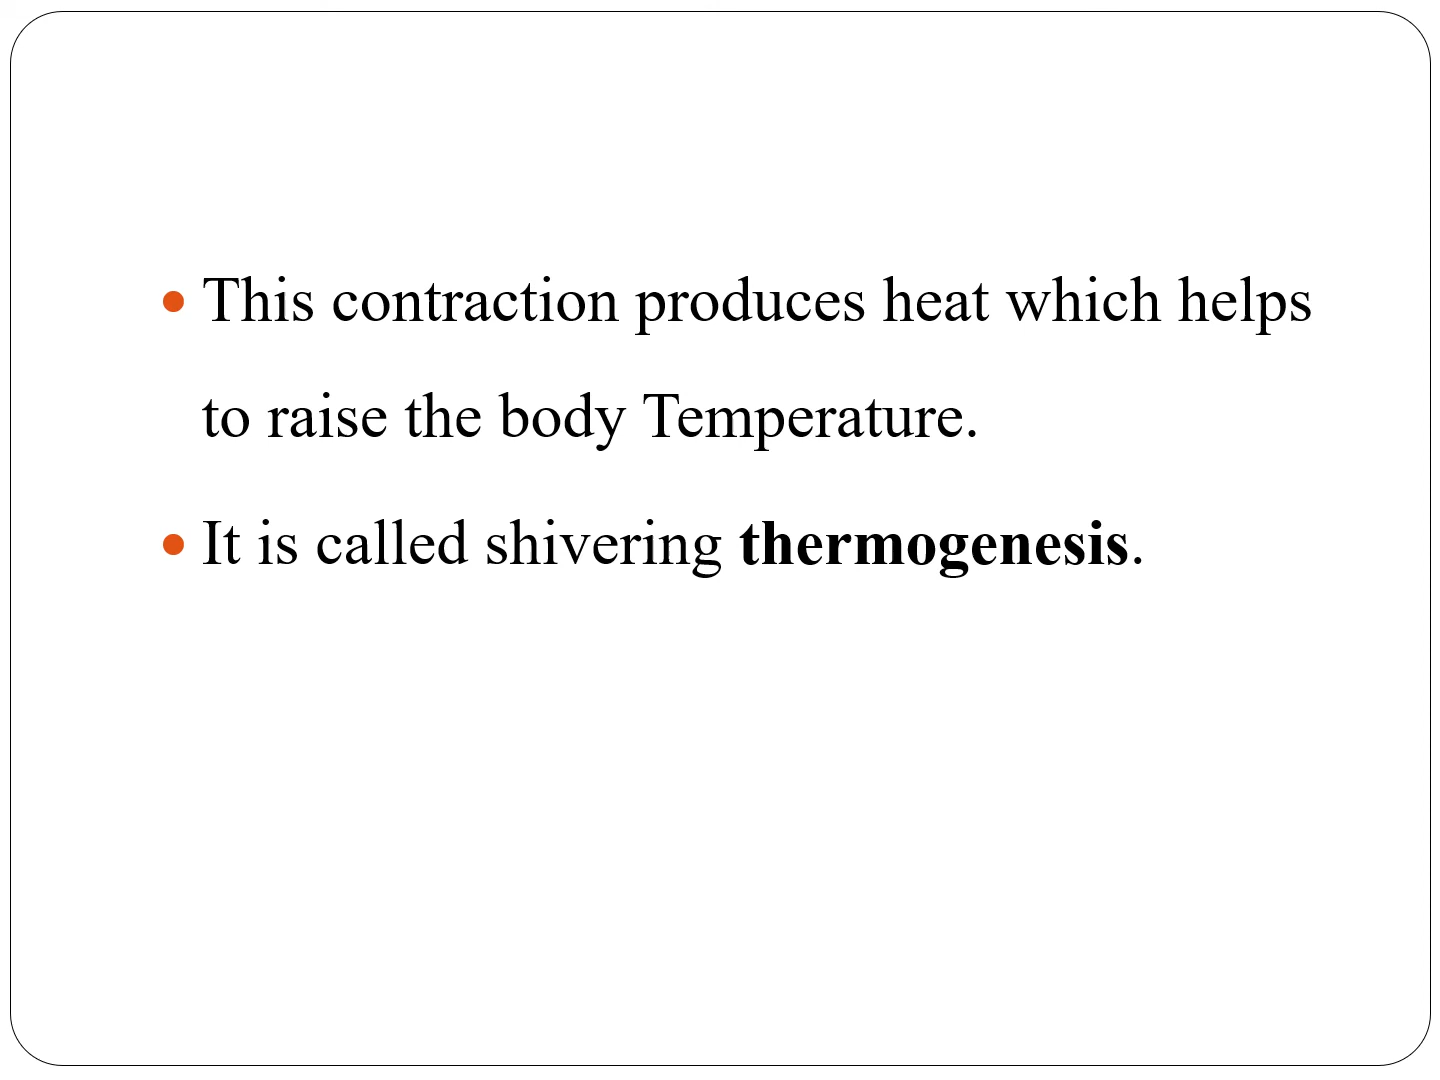 • This contraction produces heat which helps
to raise the body Temperature.
• It is called shivering thermogenesis.